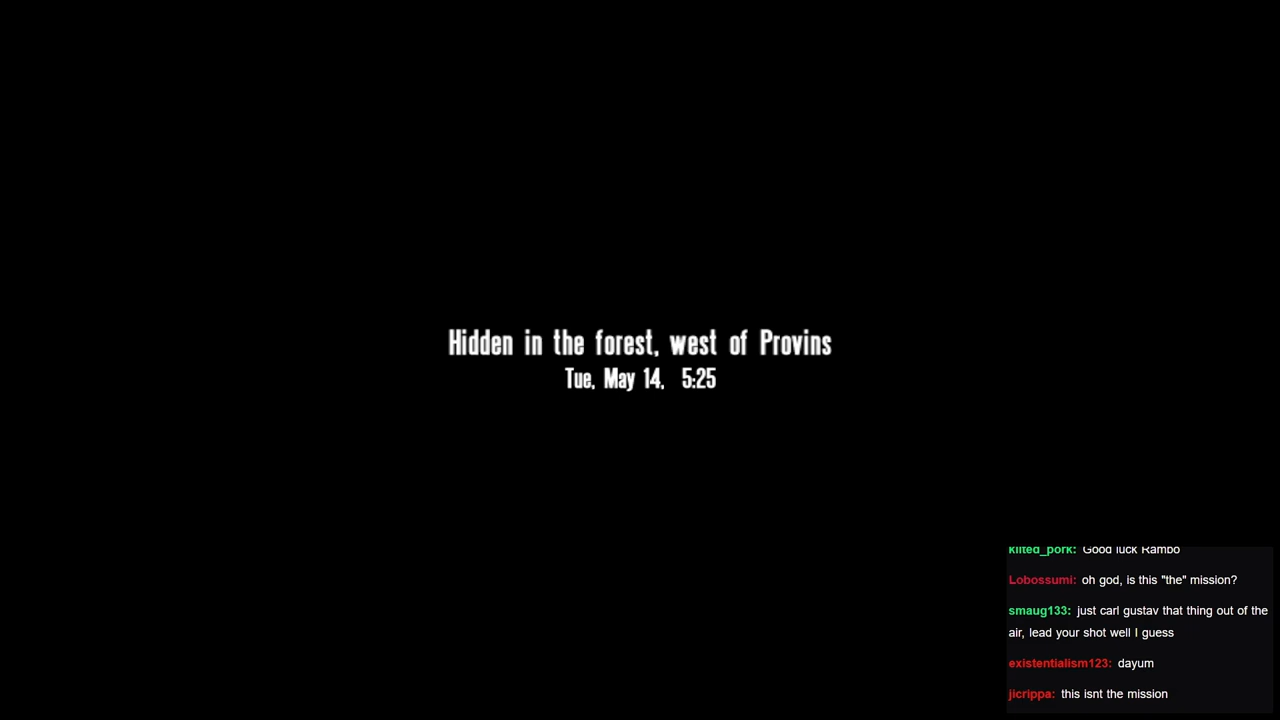 Hidden in the forest, west of Provins
Tue, May 14, 5:25
kilted_pork: Good luck Rambo
Lobossumi: oh god, is this "the" mission?
smaug133: just carl gustav that thing out of the
air, lead your shot well I guess
existentialism123: dayum
jicrippa: this isnt the mission